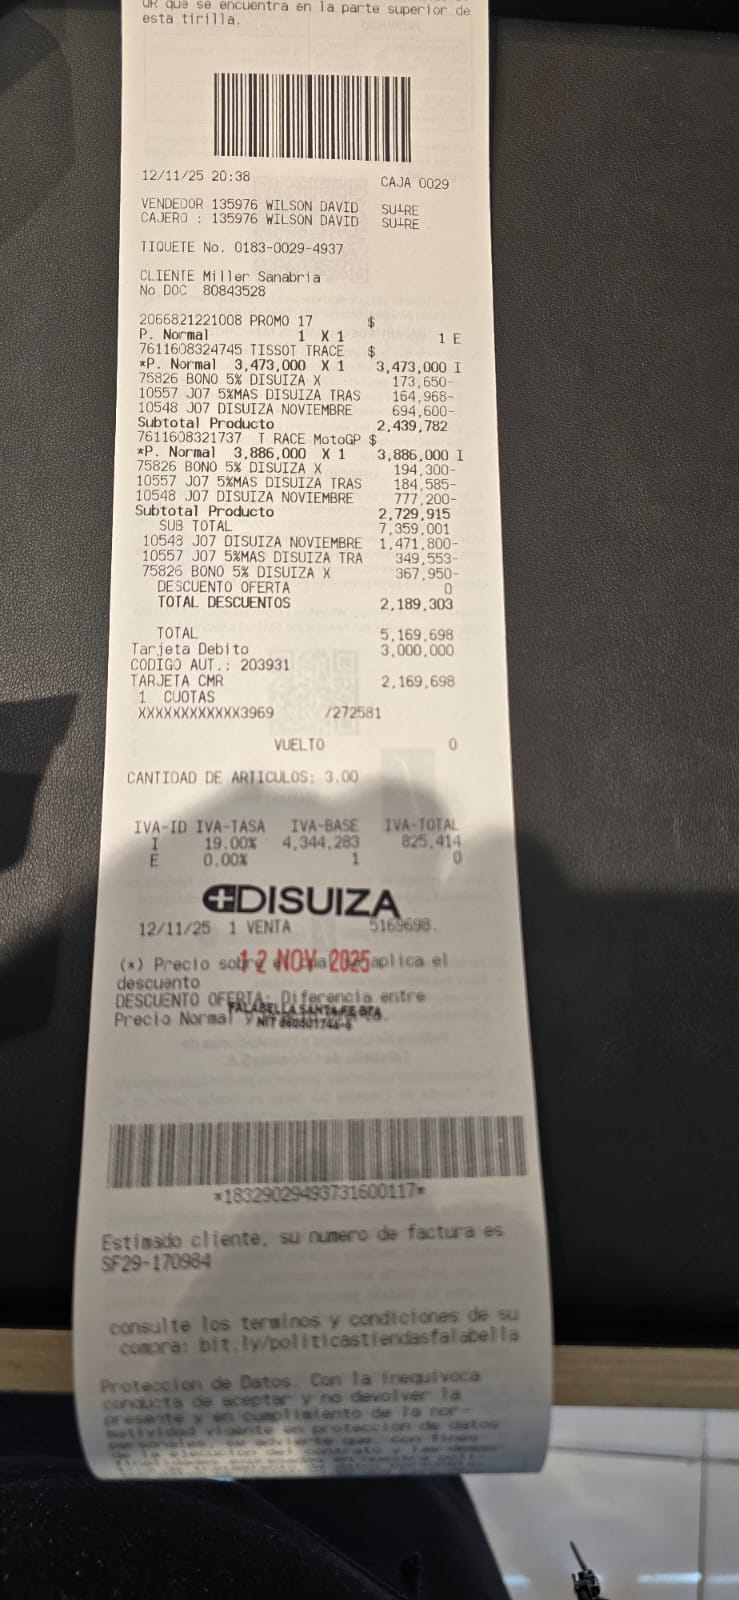 QR que se encuentra en la parte superior de
esta tirilla.
12/11/25 20:38 CAJA 0029
VENDEDOR 135976 WILSON DAVID
CAJERO : 135976 WILSON DAVID
TIQUETE No. 0183-0029-4937
CLIENTE Miller Sanabria
No DOC 80843528
2066821221008 PROMO 17 $
P. Normal 1 X 1 1 E
7611608324745 TISSOT TRACE $
*P. Normal 3,473,000 X 1 3,473,000 I
75826 BONO 5% DISUIZA X 173,650-
10557 J07 5%MAS DISUIZA TRAS 164,968-
10548 J07 DISUIZA NOVIEMBRE 694,600-
Subtotal Producto 2,439,782
7611608321737 T RACE MotoGP $
*P. Normal 3,886,000 X 1 3,886,000 I
75826 BONO 5% DISUIZA X 194,300-
10557 J07 5%MAS DISUIZA TRAS 184,585-
10548 J07 DISUIZA NOVIEMBRE 777,200-
Subtotal Producto 2,729,915
SUB TOTAL 7,359,001
10548 J07 DISUIZA NOVIEMBRE 1,471,800-
10557 J07 5%MAS DISUIZA TRA 349,553-
75826 BONO 5% DISUIZA X 367,950-
DESCUENTO OFERTA 0
TOTAL DESCUENTOS 2,189,303
TOTAL 5,169,698
Tarjeta Debito 3,000,000
CODIGO AUT.: 203931
TARJETA CMR 2,169,698
1 CUOTAS
XXXXXXXXXXXX3969 /272581
VUELTO 0
CANTIDAD DE ARTICULOS: 3.00
IVA-ID IVA-TASA IVA-BASE IVA-TOTAL
I 19.00% 4,344,283 825,414
E 0.00% 1 0
DISUIZA
12/11/25 1 VENTA 5169698.
12 NOV 2025
(*) Precio aplica el
descuento
DESCUENTO OFERTA: Diferencia entre
FALABELLA SANTA FE BTA
Precio Normal y
NIT
*18329029493731600117*
Estimado cliente, su numero de factura es
SF29-170984
consulte los terminos y condiciones de su
compra: bit.ly/politicastiendasfalabella
Proteccion de Datos. Con la inequivoca
conducta de aceptar y no devolver la
presente y en cumplimiento de la nor-
matividad vigente en proteccion de datos